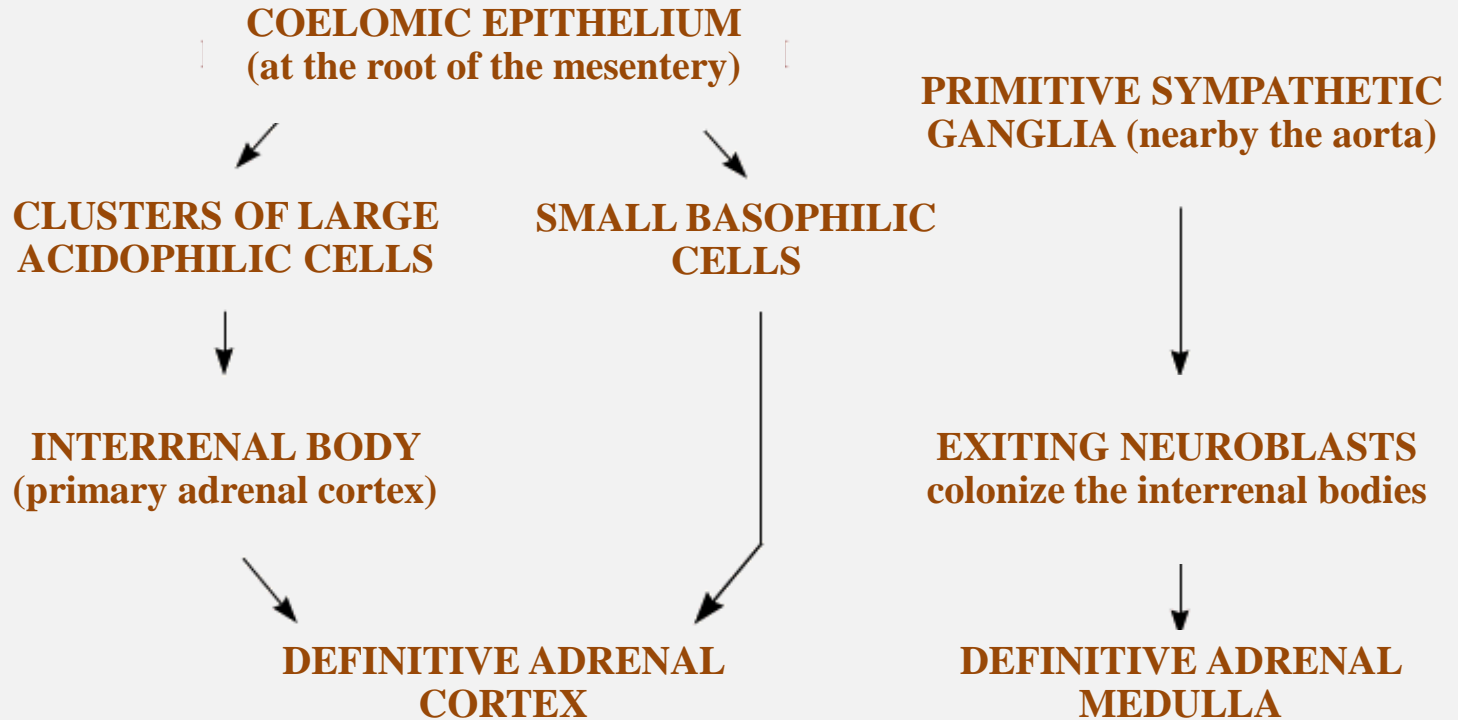 COELOMIC EPITHELIUM
(at the root of the mesentery)
PRIMITIVE SYMPATHETIC
GANGLIA (nearby the aorta)
CLUSTERS OF LARGE
ACIDOPHILIC CELLS
SMALL BASOPHILIC
CELLS
INTERRENAL BODY
(primary adrenal cortex)
EXITING NEUROBLASTS
colonize the interrenal bodies
DEFINITIVE ADRENAL
CORTEX
DEFINITIVE ADRENAL
MEDULLA